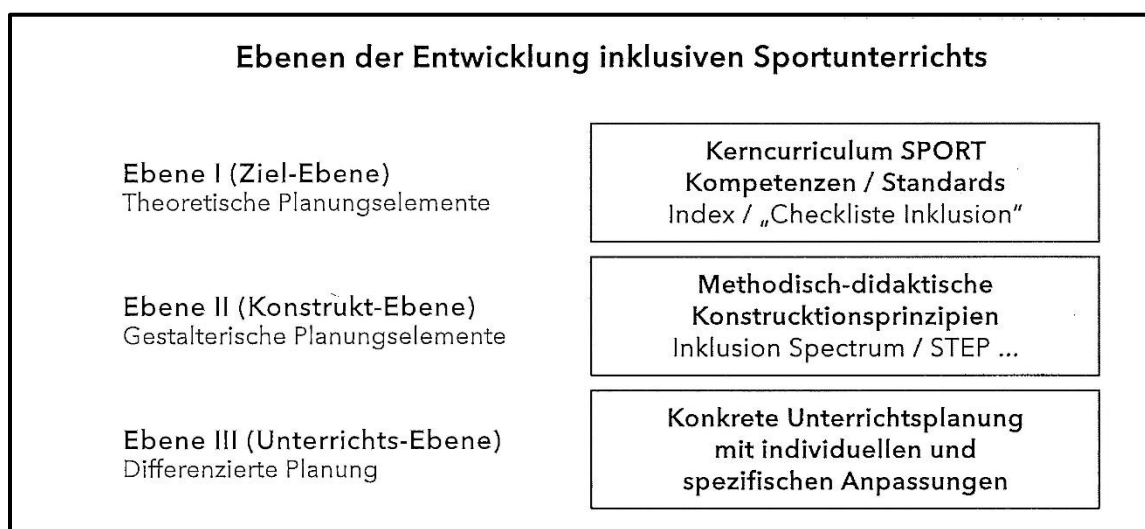 Ebenen der Entwicklung inklusiven Sportunterrichts
Ebene I (Ziel-Ebene)
Theoretische Planungselemente
Kerncurriculum SPORT
Kompetenzen / Standards
Index / „Checkliste Inklusion“
Ebene II (Konstrukt-Ebene)
Gestalterische Planungselemente
Methodisch-didaktische
Konstrucktionsprinzipien
Inklusion Spectrum / STEP ...
Ebene III (Unterrichts-Ebene)
Differenzierte Planung
Konkrete Unterrichtsplanung
mit individuellen und
spezifischen Anpassungen